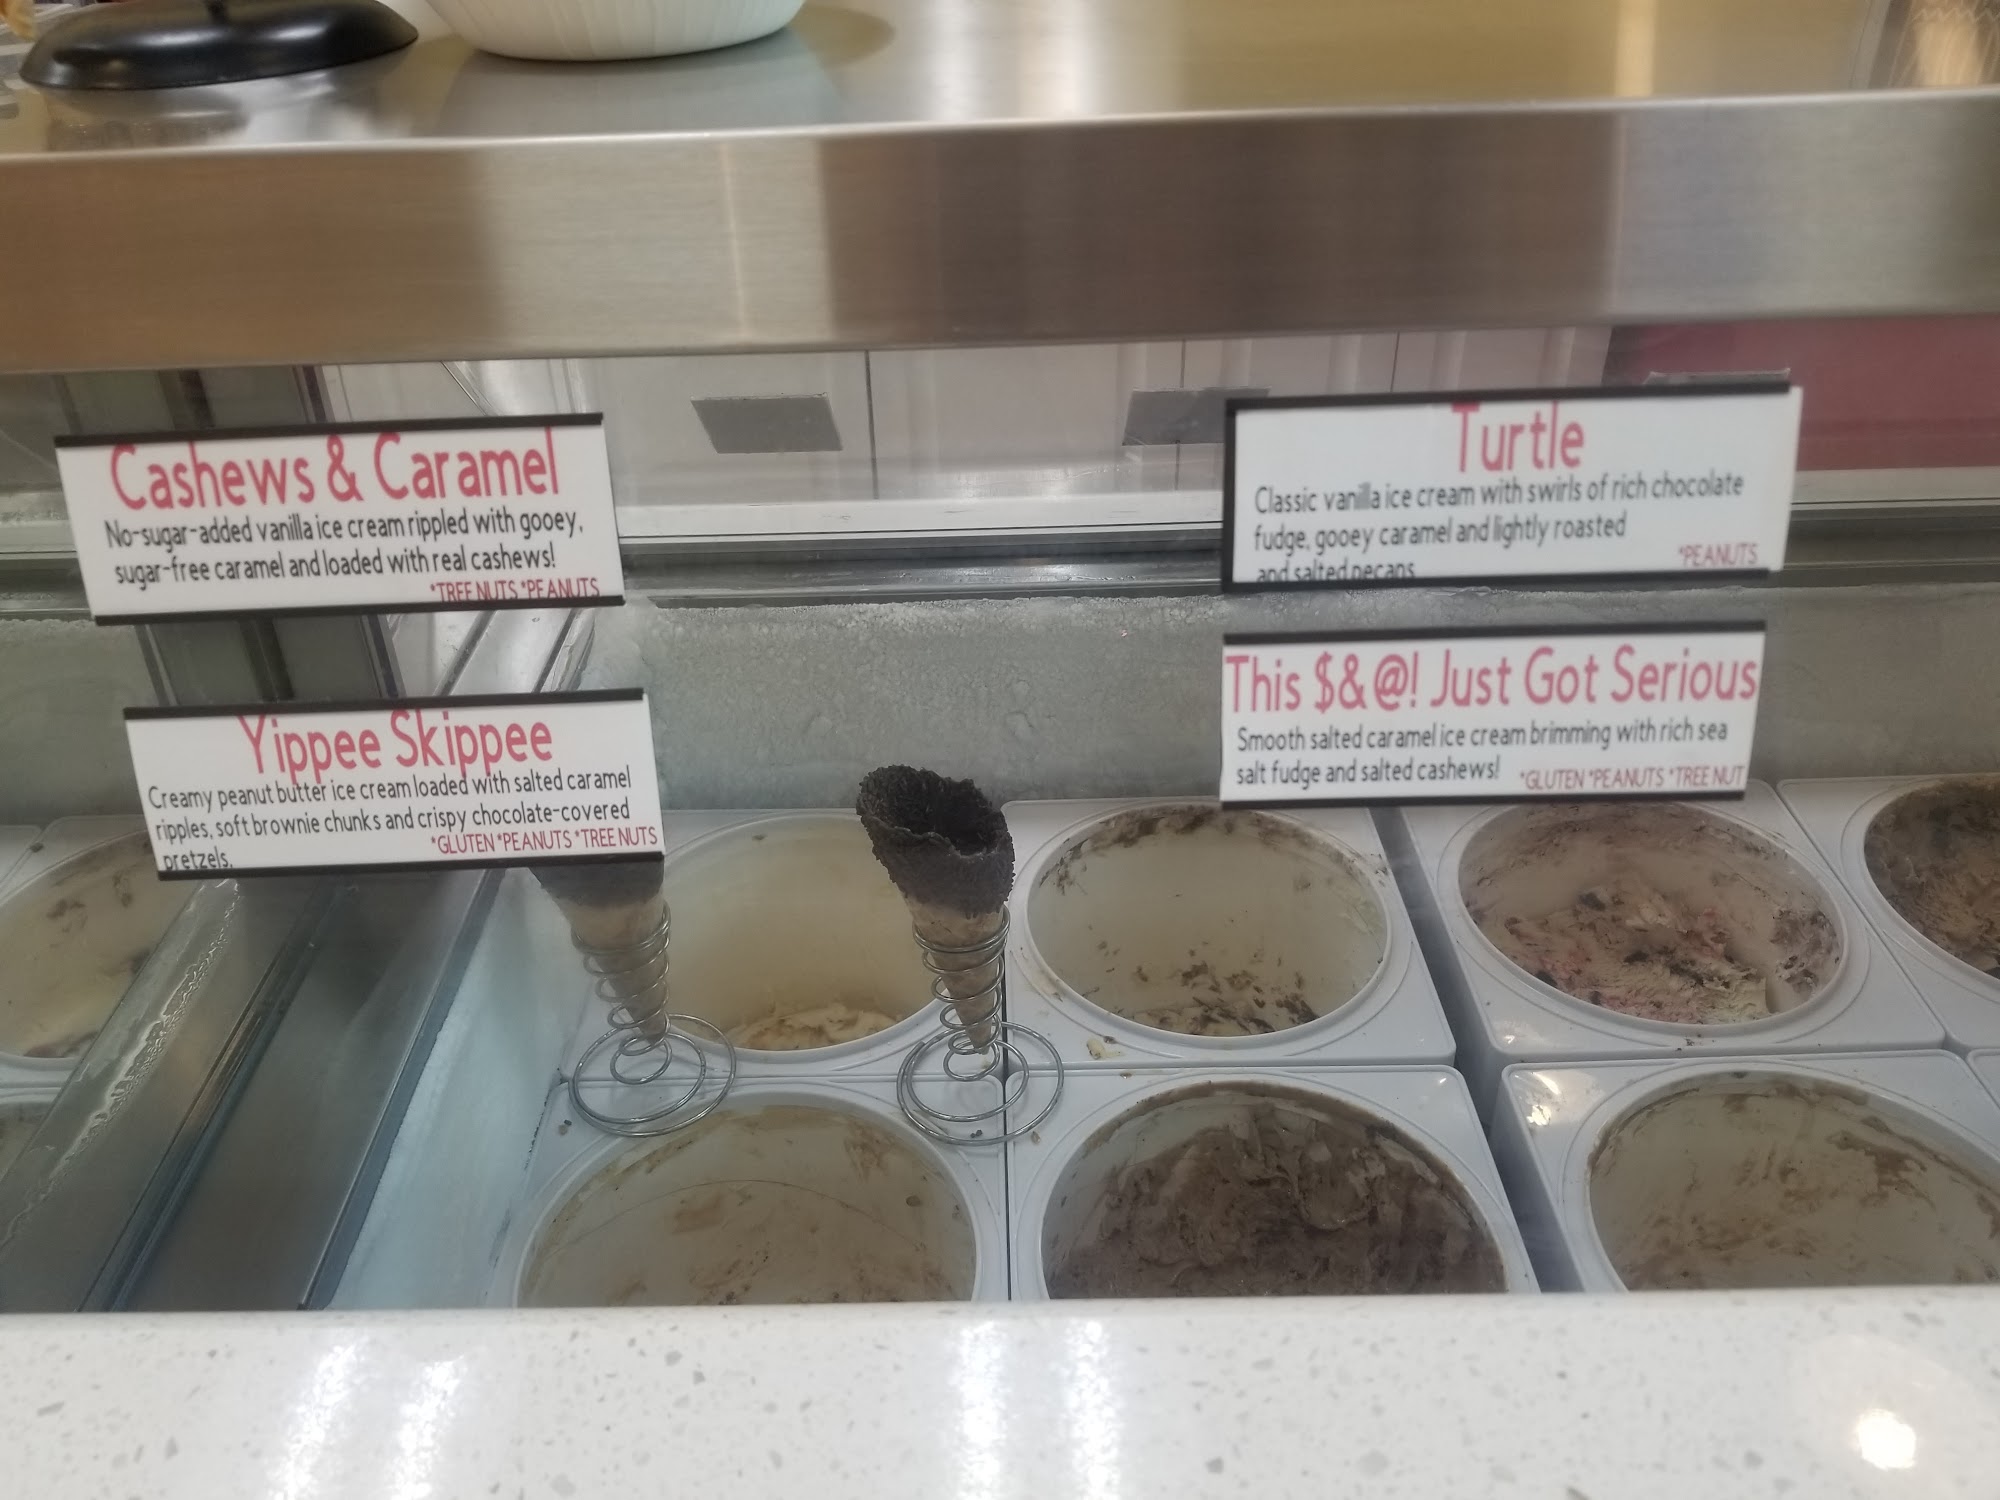 Cashews & Caramel
No-sugar-added vanilla ice cream rippled with gooey,
sugar-free caramel and loaded with real cashews!
*TREE NUTS *PEANUTS
Yippee Skippee
Creamy peanut butter ice cream loaded with salted caramel
ripples, soft brownie chunks and crispy chocolate-covered
pretzels.
*GLUTEN *PEANUTS *TREE NUTS
Turtle
Classic vanilla ice cream with swirls of rich chocolate
fudge, gooey caramel and lightly roasted
and salted pecans
*PEANUTS
This $&@! Just Got Serious
Smooth salted caramel ice cream brimming with rich sea
salt fudge and salted cashews!
*GLUTEN *PEANUTS *TREE NUT